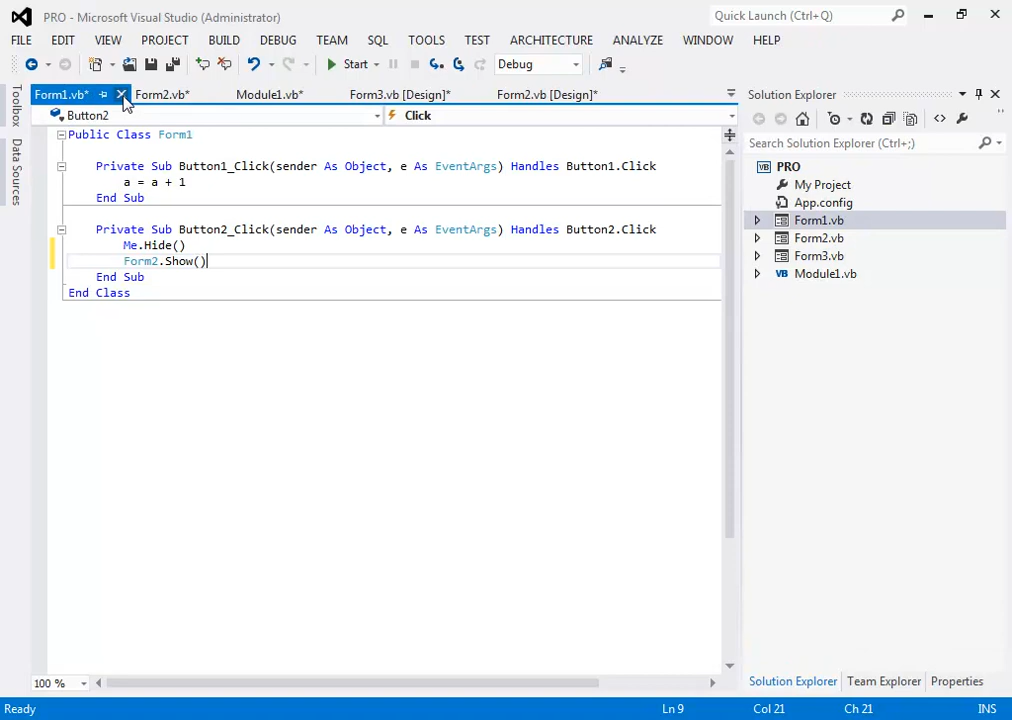 PRO - Microsoft Visual Studio (Administrator)
Quick Launch (Ctrl+Q)
FILE EDIT VIEW PROJECT BUILD DEBUG TEAM SQL TOOLS TEST ARCHITECTURE ANALYZE WINDOW HELP
Start Debug
Toolbox
Data Sources
Form1.vb* Form2.vb* Module1.vb* Form3.vb [Design]* Form2.vb [Design]*
Button2 Click
Public Class Form1
Private Sub Button1_Click(sender As Object, e As EventArgs) Handles Button1.Click
a = a + 1
End Sub
Private Sub Button2_Click(sender As Object, e As EventArgs) Handles Button2.Click
Me.Hide()
Form2.Show()
End Sub
End Class
Solution Explorer
Search Solution Explorer (Ctrl+;)
VB PRO
My Project
App.config
Form1.vb
Form2.vb
Form3.vb
VB Module1.vb
100 %
Solution Explorer Team Explorer Properties
Ready Ln 9 Col 21 Ch 21 INS